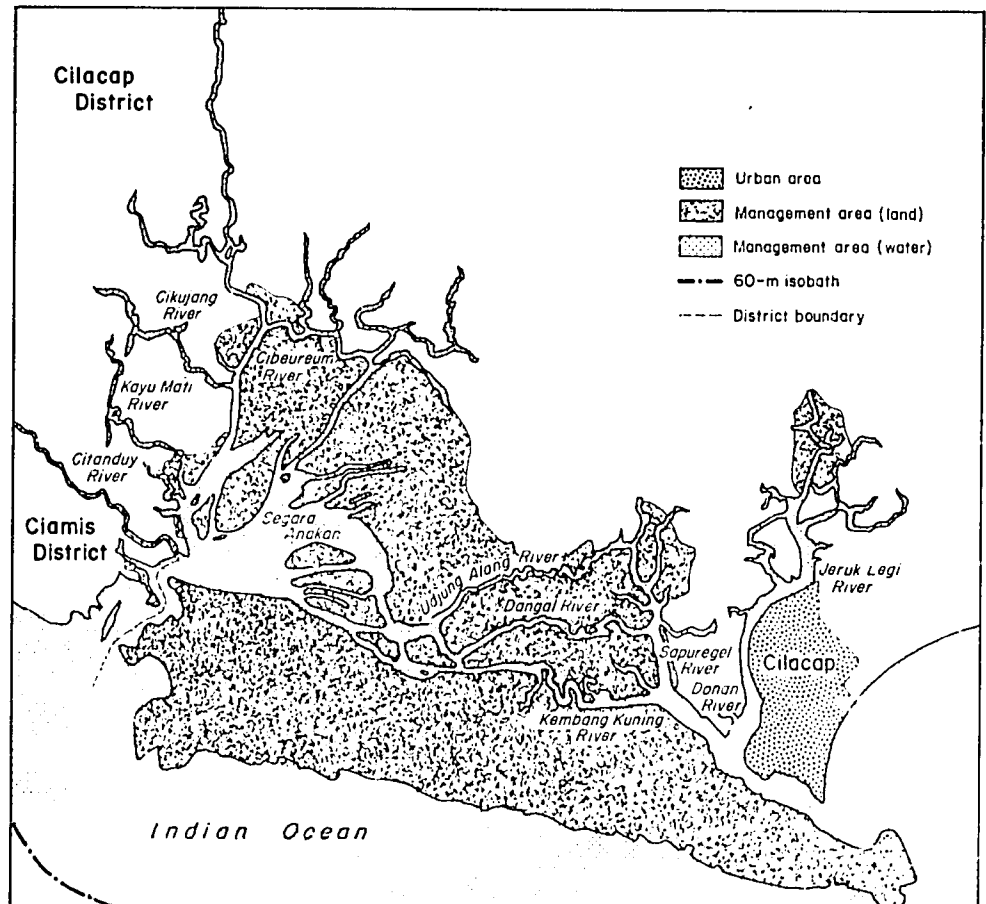 Cilacap
District
Urban area
Management area (land)
Management area (water)
60-m isobath
District boundary
Cikujang
River
Cibeureum
River
Kayu Mati
River
Citanduy
River
Ciamis
District
Segara
Anakan
Udjung Alang River
Dangal River
Jeruk Legi
River
Sapuregel
River
Cilacap
Donan
River
Kembang Kuning
River
Indian Ocean